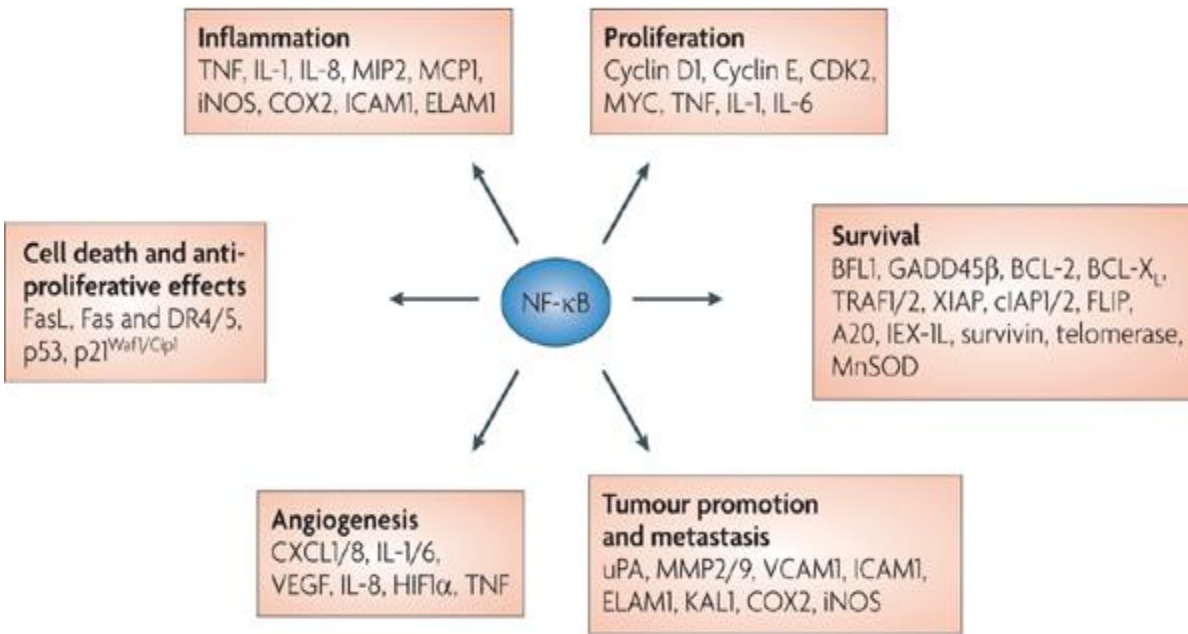 Inflammation
TNF, IL-1, IL-8, MIP2, MCP1,
iNOS, COX2, ICAM1, ELAM1
Proliferation
Cyclin D1, Cyclin E, CDK2,
MYC, TNF, IL-1, IL-6
Cell death and anti-
proliferative effects
FasL, Fas and DR4/5,
p53, p21Waf1/Cip1
NF-κB
Survival
BFL1, GADD45β, BCL-2, BCL-XL,
TRAF1/2, XIAP, cIAP1/2, FLIP,
A20, IEX-1L, survivin, telomerase,
MnSOD
Angiogenesis
CXCL1/8, IL-1/6,
VEGF, IL-8, HIF1α, TNF
Tumour promotion
and metastasis
uPA, MMP2/9, VCAM1, ICAM1,
ELAM1, KAL1, COX2, iNOS